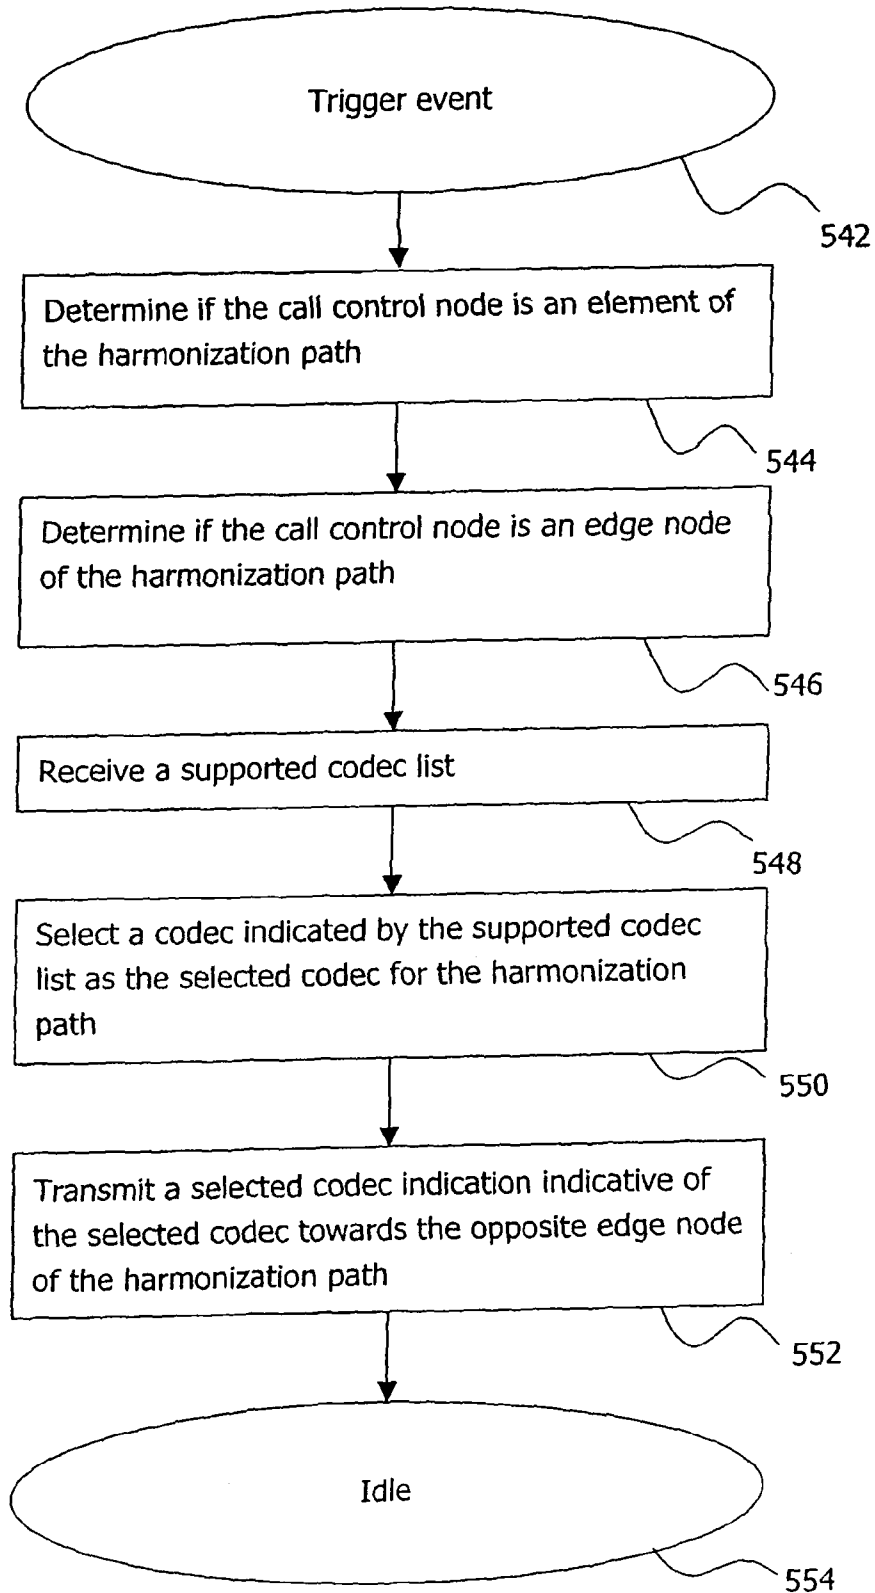 Trigger event
542
Determine if the call control node is an element of
the harmonization path
544
Determine if the call control node is an edge node
of the harmonization path
546
Receive a supported codec list
548
Select a codec indicated by the supported codec
list as the selected codec for the harmonization
path
550
Transmit a selected codec indication indicative of
the selected codec towards the opposite edge node
of the harmonization path
552
Idle
554